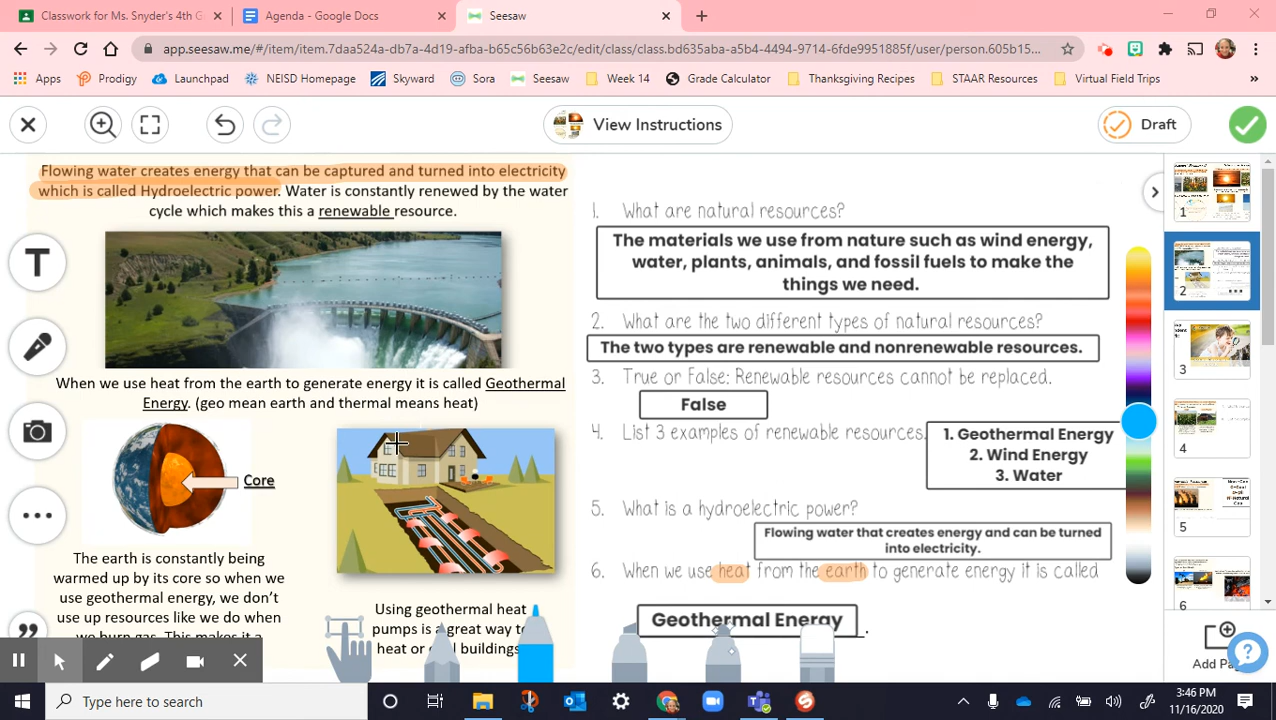 Classwork for Ms. Snyder's 4th G
Agenda - Google Docs
Seesaw
app.seesaw.me/#/item/item.7daa524a-db7a-4d19-afba-b65c56b63e2c/edit/class/class.bd635aba-a5b4-4494-9714-6fde9951885f/user/person.605b15...
Apps Prodigy Launchpad NEISD Homepage Skyward Sora Seesaw Week 14 Grade Calculator Thanksgiving Recipes STAAR Resources Virtual Field Trips »
View Instructions
Draft
Flowing water creates energy that can be captured and turned into electricity
which is called Hydroelectric power. Water is constantly renewed by the water
cycle which makes this a renewable resource.
When we use heat from the earth to generate energy it is called Geothermal
Energy. (geo mean earth and thermal means heat)
Core
The earth is constantly being
warmed up by its core so when we
use geothermal energy, we don't
use up resources like we do when
we burn gas. This makes it a
Using geothermal heat
pumps is a great way to
heat or buildings
1. What are natural resources?
The materials we use from nature such as wind energy,
water, plants, animals, and fossil fuels to make the
things we need.
2. What are the two different types of natural resources?
The two types are renewable and nonrenewable resources.
3. True or False: Renewable resources cannot be replaced.
False
4. List 3 examples of renewable resources.
1. Geothermal Energy
2. Wind Energy
3. Water
5. What is a hydroelectric power?
Flowing water that creates energy and can be turned
into electricity.
6. When we use heat from the earth to generate energy it is called
Geothermal Energy.
1
2
3
4
5
6
Add
Type here to search
3:46 PM
11/16/2020